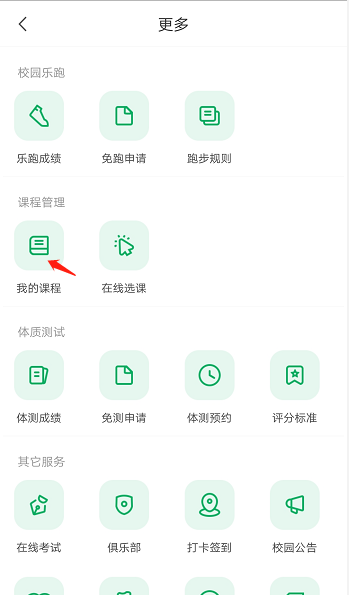 更多
校园乐跑
乐跑成绩 免跑申请 跑步规则
课程管理
我的课程 在线选课
体质测试
体测成绩 免测申请 体测预约 评分标准
其它服务
在线考试 俱乐部 打卡签到 校园公告